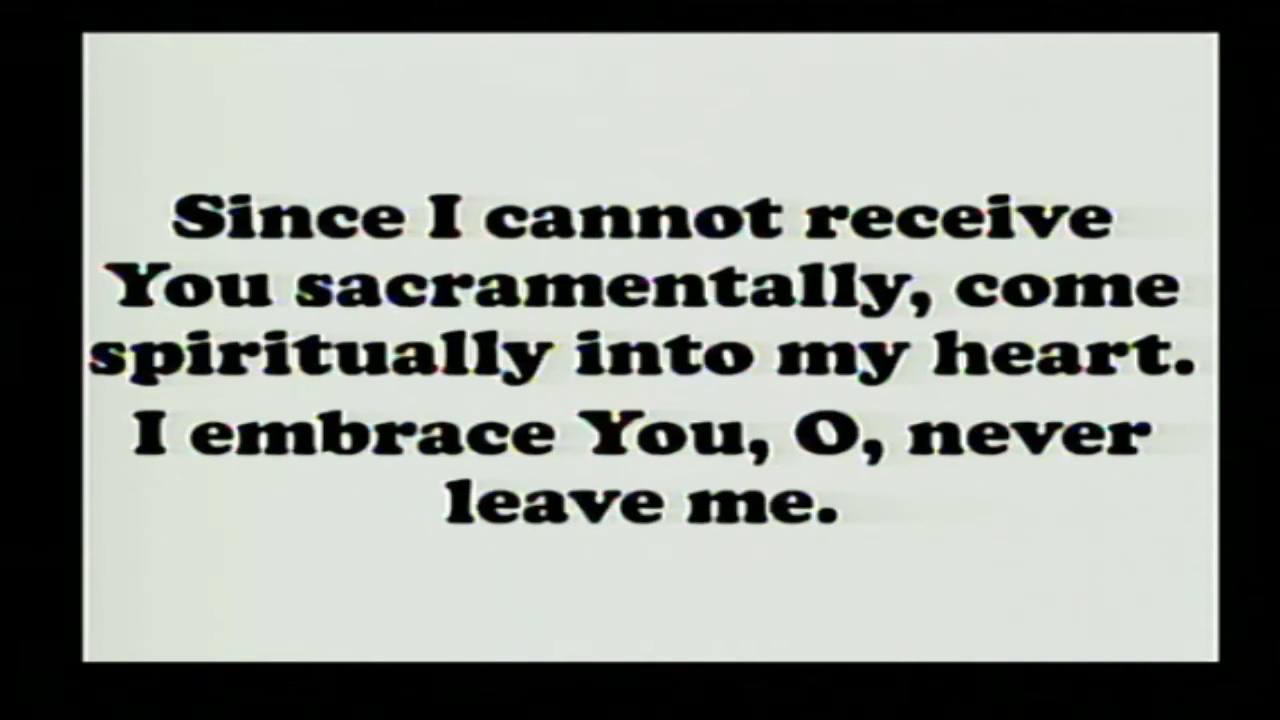 Since I cannot receive
You sacramentally, come
spiritually into my heart.
I embrace You, O, never
leave me.